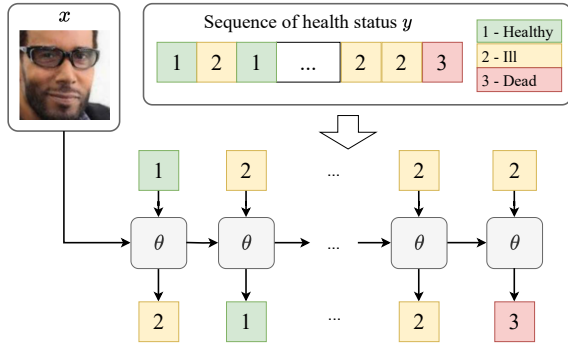 x
Sequence of health status y
1 2 1 ... 2 2 3
1 - Healthy
2 - Ill
3 - Dead
1 2 ... 2 2
θ θ ... θ θ
2 1 ... 2 3